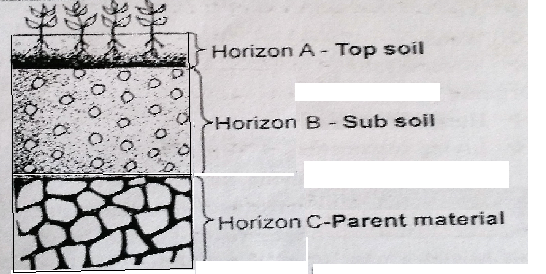 Horizon A - Top soil
Horizon B - Sub soil
Horizon C-Parent material